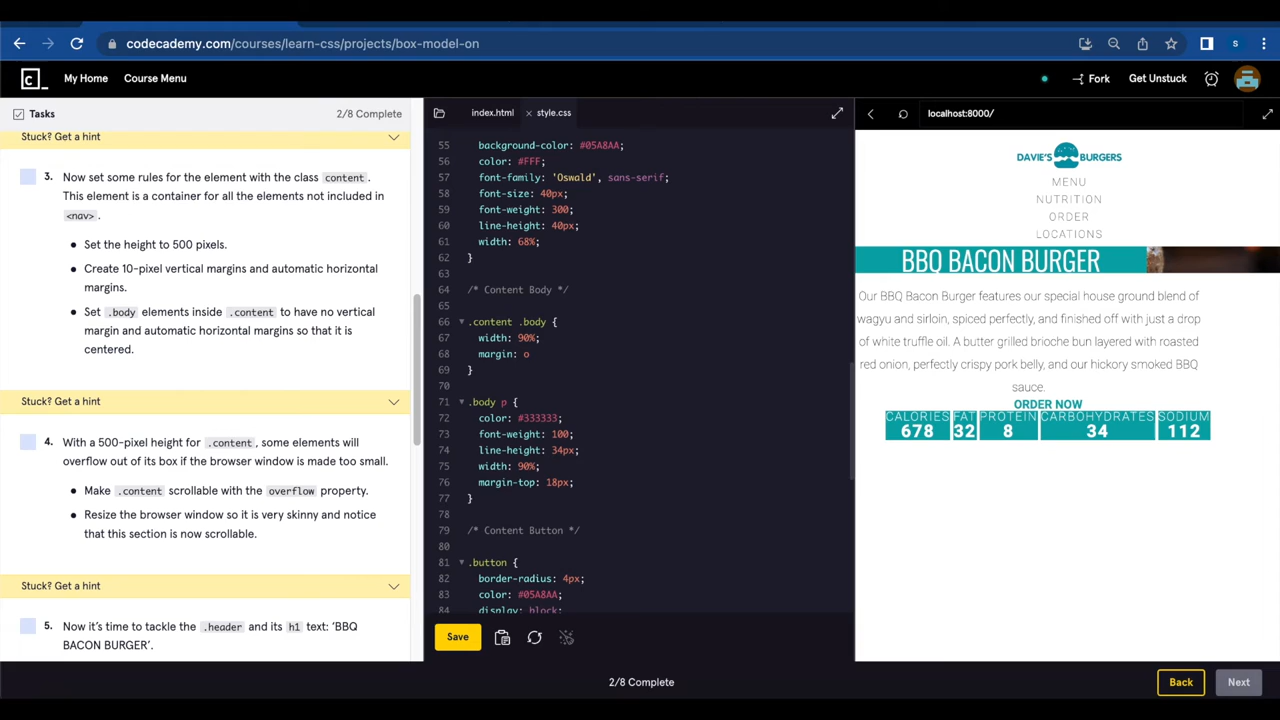 codecademy.com/courses/learn-css/projects/box-model-on
S
My Home
Course Menu
Fork
Get Unstuck
Tasks
2/8 Complete
Stuck? Get a hint
3. Now set some rules for the element with the class content.
This element is a container for all the elements not included in
<nav>.
● Set the height to 500 pixels.
● Create 10-pixel vertical margins and automatic horizontal
margins.
● Set .body elements inside .content to have no vertical
margin and automatic horizontal margins so that it is
centered.
Stuck? Get a hint
4. With a 500-pixel height for .content, some elements will
overflow out of its box if the browser window is made too small.
● Make .content scrollable with the overflow property.
● Resize the browser window so it is very skinny and notice
that this section is now scrollable.
Stuck? Get a hint
5. Now it's time to tackle the .header and its h1 text: 'BBQ
BACON BURGER'.
index.html
style.css
55 background-color: #05A8AA;
56 color: #FFF;
57 font-family: 'Oswald', sans-serif;
58 font-size: 40px;
59 font-weight: 300;
60 line-height: 40px;
61 width: 68%;
62 }
63
64 /* Content Body */
65
66 .content .body {
67 width: 90%;
68 margin: o
69 }
70
71 .body p {
72 color: #333333;
73 font-weight: 100;
74 line-height: 34px;
75 width: 90%;
76 margin-top: 18px;
77 }
78
79 /* Content Button */
80
81 .button {
82 border-radius: 4px;
83 color: #05A8AA;
84 display: block;
Save
localhost:8000/
DAVIE'S BURGERS
MENU
NUTRITION
ORDER
LOCATIONS
BBQ BACON BURGER
Our BBQ Bacon Burger features our special house ground blend of
wagyu and sirloin, spiced perfectly, and finished off with just a drop
of white truffle oil. A butter grilled brioche bun layered with roasted
red onion, perfectly crispy pork belly, and our hickory smoked BBQ
sauce.
ORDER NOW
CALORIES FAT PROTEIN CARBOHYDRATES SODIUM
678 32 8 34 112
2/8 Complete
Back
Next